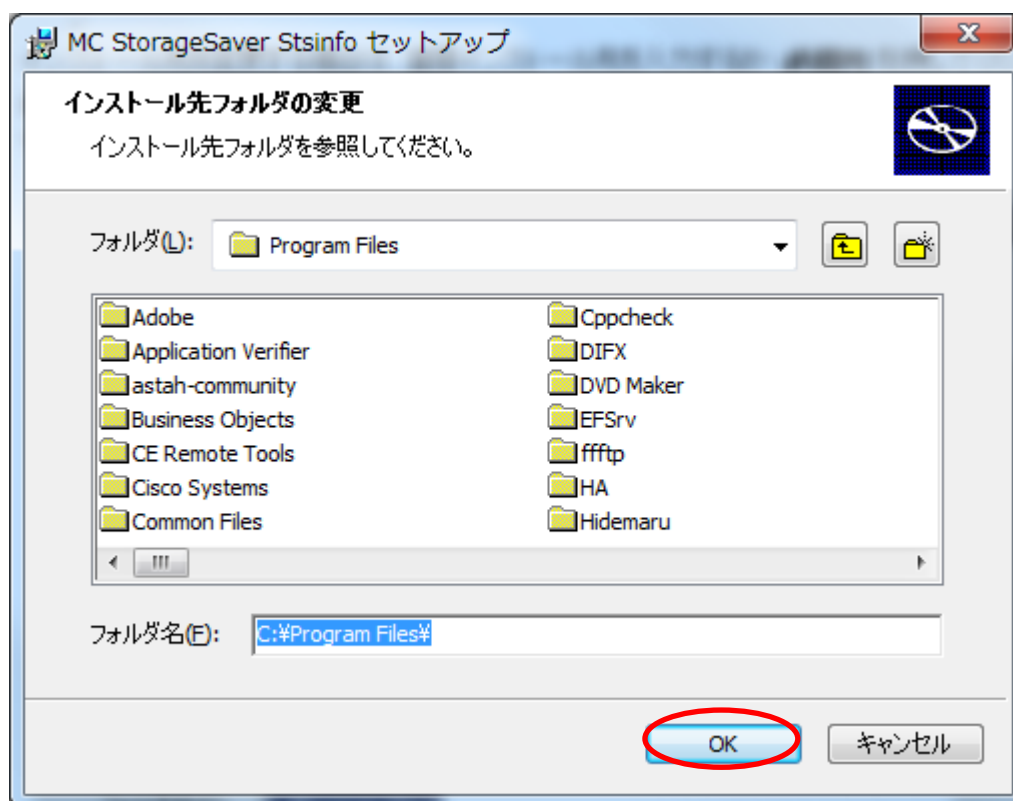 MC StorageSaver Stsinfo セットアップ
インストール先フォルダの変更
インストール先フォルダを参照してください。
フォルダ(L): Program Files
Adobe Cppcheck
Application Verifier DIFX
astah-community DVD Maker
Business Objects EFSrv
CE Remote Tools ffftp
Cisco Systems HA
Common Files Hidemaru
フォルダ名(F): C:¥Program Files¥
OK キャンセル